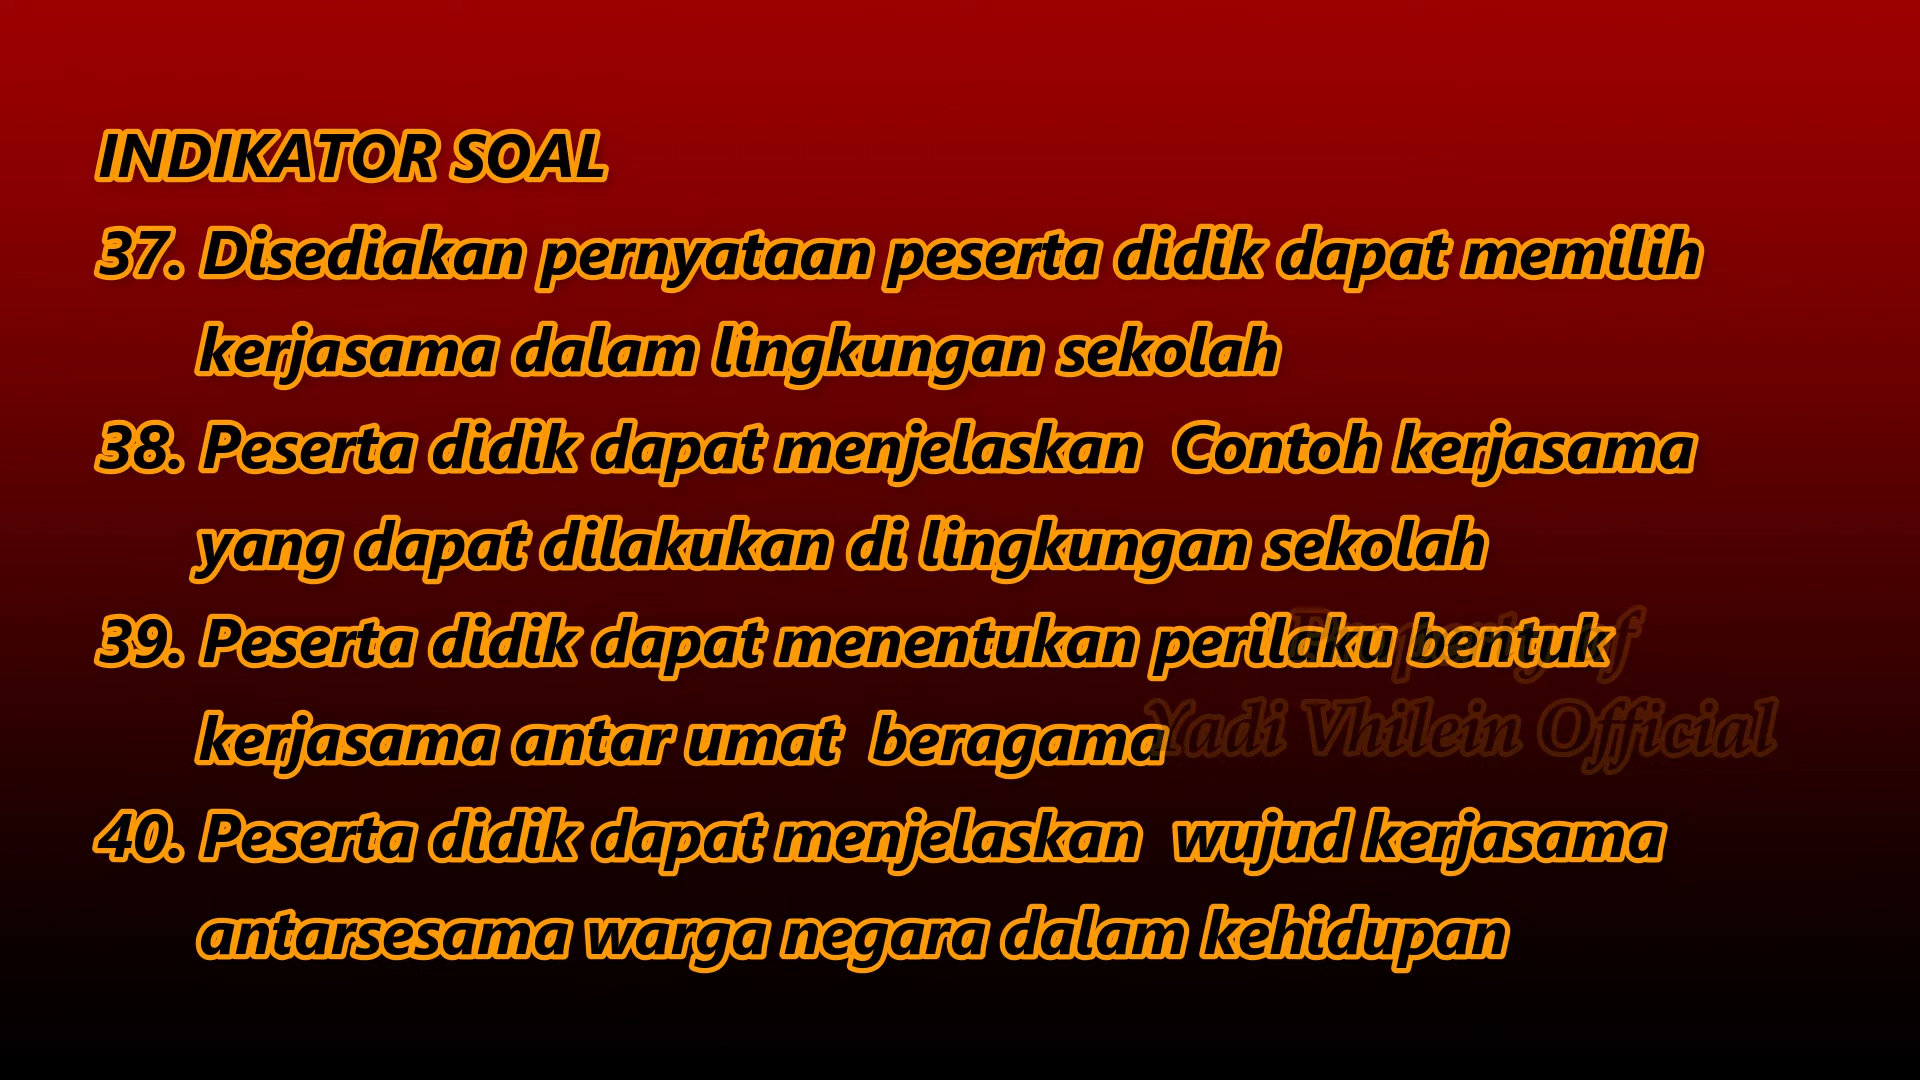 INDIKATOR SOAL
37. Disediakan pernyataan peserta didik dapat memilih
kerjasama dalam lingkungan sekolah
38. Peserta didik dapat menjelaskan Contoh kerjasama
yang dapat dilakukan di lingkungan sekolah
39. Peserta didik dapat menentukan perilaku bentuk
kerjasama antar umat beragama
40. Peserta didik dapat menjelaskan wujud kerjasama
antarsesama warga negara dalam kehidupan
Property of
Yadi Vhilein Official